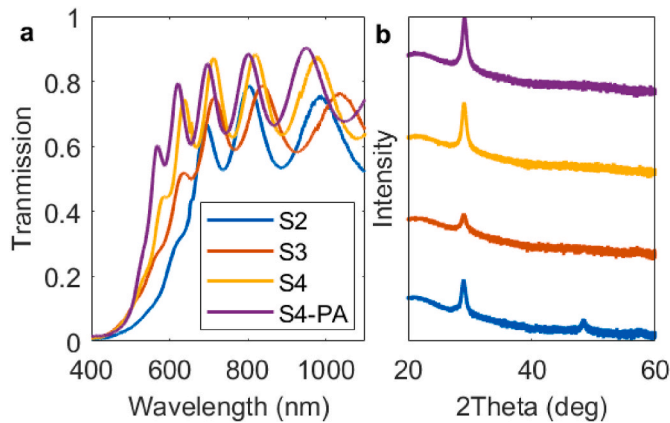 a
1
0.8
0.6
0.4
0.2
0
Tranmission
400
600
800
1000
Wavelength (nm)
S2
S3
S4
S4-PA
b
Intensity
20
40
60
2Theta (deg)